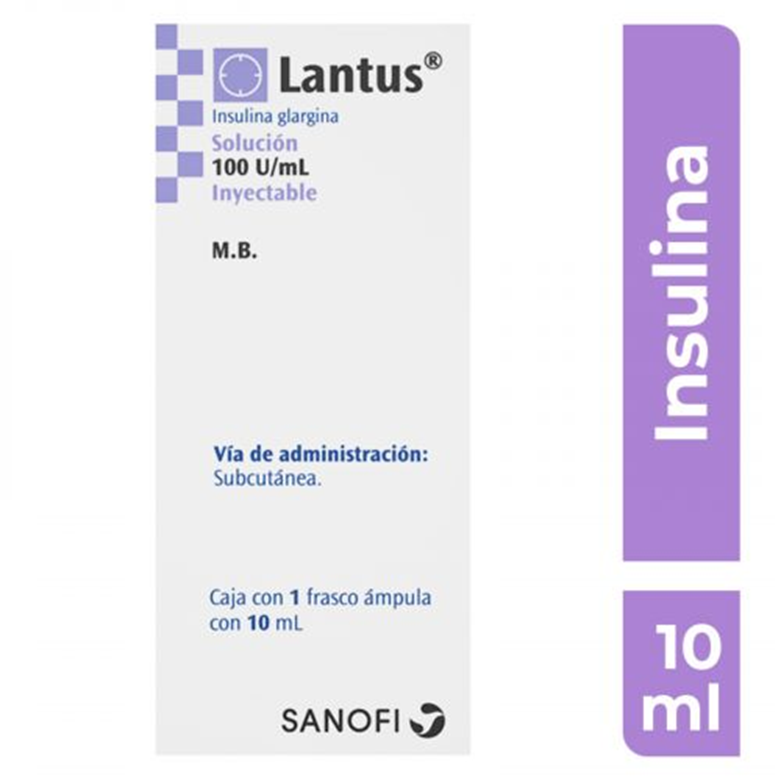 Lantus®
Insulina glargina
Solución
100 U/mL
Inyectable
M.B.
Vía de administración:
Subcutánea.
Caja con 1 frasco ámpula
con 10 mL
SANOFI
Insulina
10
ml